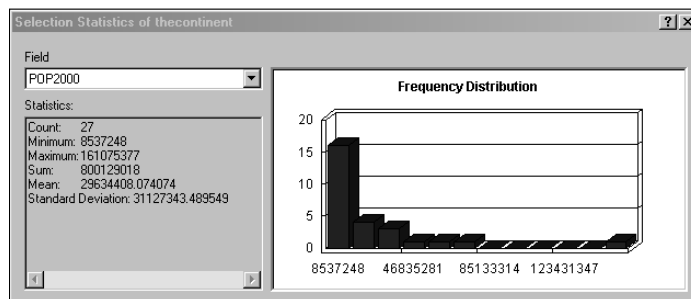 Selection Statistics of thecontinent
Field
POP2000
Statistics:
Count: 27
Minimum: 8537248
Maximum: 161075377
Sum: 800129018
Mean: 29634408.074074
Standard Deviation: 31127343.489549
Frequency Distribution
20
15
10
5
0
8537248 46835281 85133314 123431347